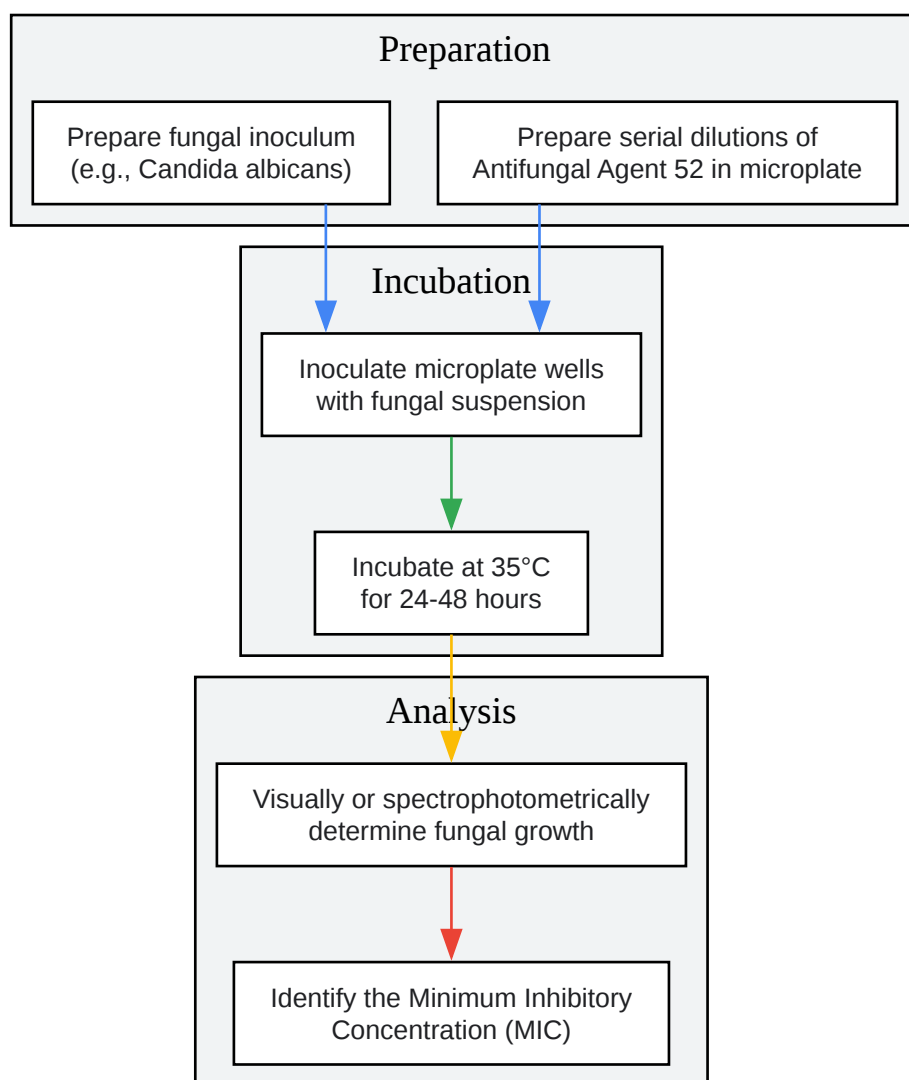 Preparation
Prepare fungal inoculum
(e.g., Candida albicans)
Prepare serial dilutions of
Antifungal Agent 52 in microplate
Incubation
Inoculate microplate wells
with fungal suspension
Incubate at 35°C
for 24-48 hours
Analysis
Visually or spectrophotometrically
determine fungal growth
Identify the Minimum Inhibitory
Concentration (MIC)